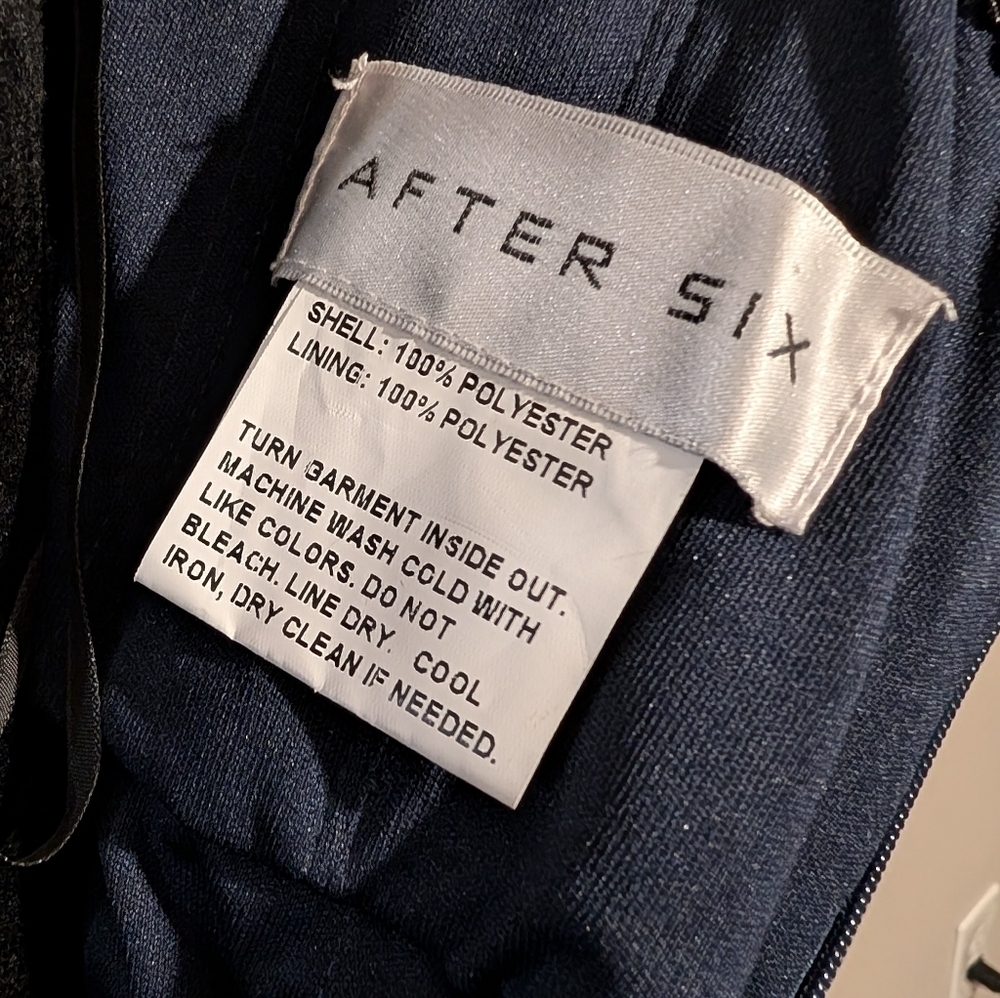 AFTER SIX
SHELL: 100% POLYESTER
LINING: 100% POLYESTER
TURN GARMENT INSIDE OUT.
MACHINE WASH COLD WITH
LIKE COLORS. DO NOT
BLEACH. LINE DRY. COOL
IRON, DRY CLEAN IF NEEDED.